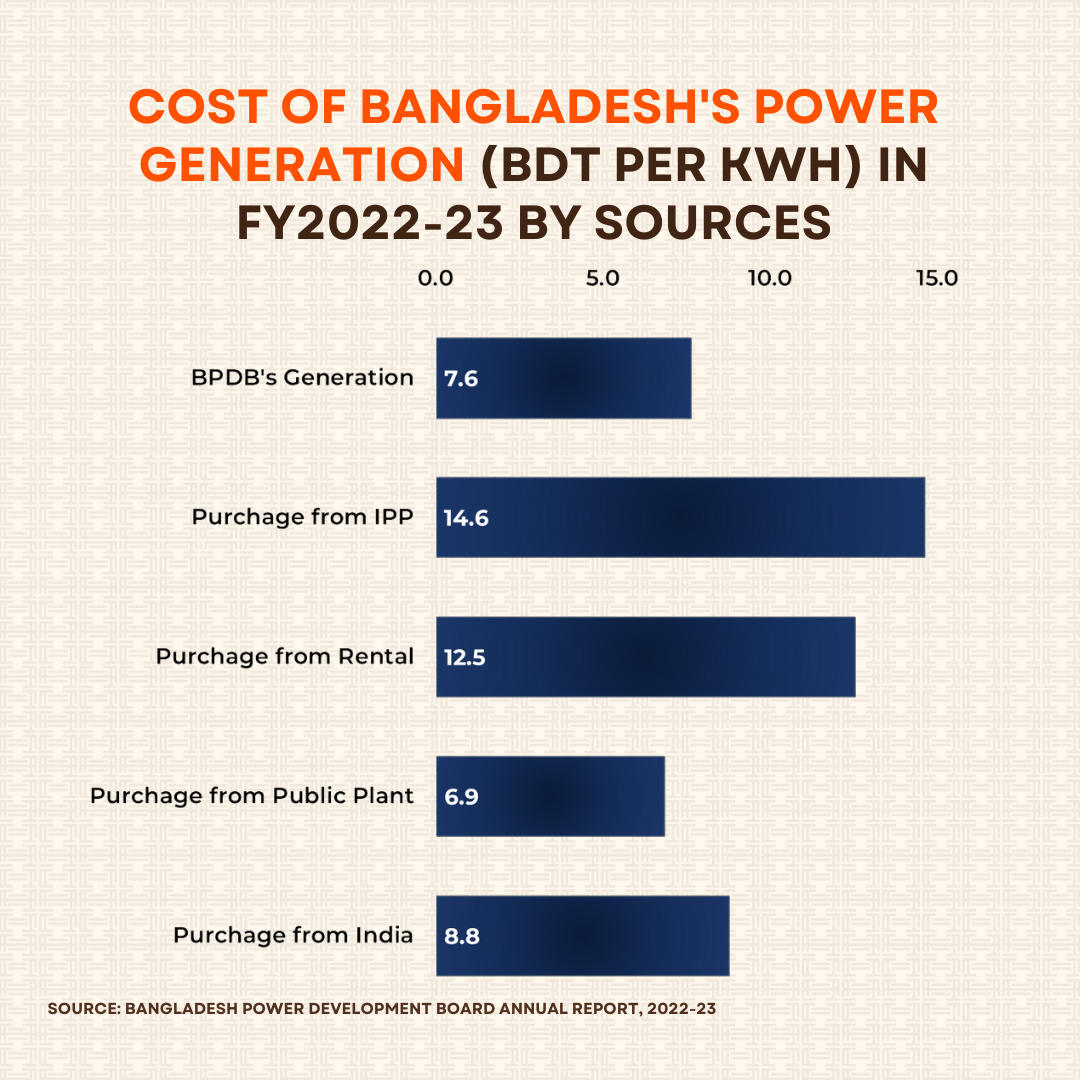 COST OF BANGLADESH'S POWER
GENERATION (BDT PER KWH) IN
FY2022-23 BY SOURCES
0.0 5.0 10.0 15.0
BPDB's Generation 7.6
Purchage from IPP 14.6
Purchage from Rental 12.5
Purchage from Public Plant 6.9
Purchage from India 8.8
SOURCE: BANGLADESH POWER DEVELOPMENT BOARD ANNUAL REPORT, 2022-23